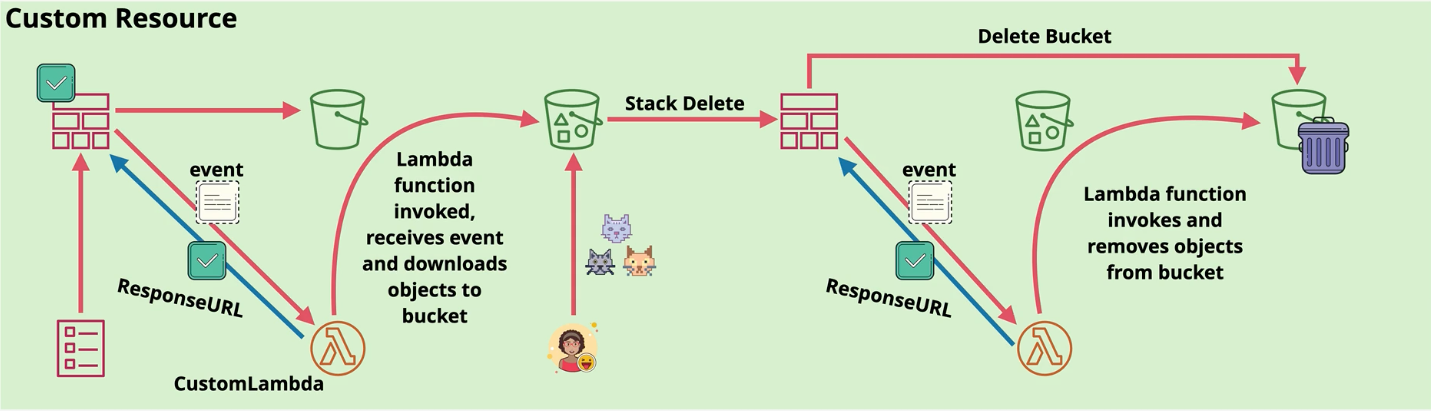 Custom Resource
Delete Bucket
Stack Delete
event
Lambda
function
invoked,
receives event
and downloads
objects to
bucket
ResponseURL
CustomLambda
event
Lambda function
invokes and
removes objects
from bucket
ResponseURL